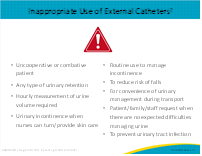 Inappropriate Use of External Catheters
• Uncooperative or combative
patient
• Any type of urinary retention
• Hourly measurement of urine
volume required
• Urinary Incontinence when
nurses can turn/provide skin care
• Routine use to manage
incontinence
• To reduce risk of falls
• For convenience of urinary
management during transport
• Patient/family/staff request when
there are no expected difficulties
managing urine
• To prevent urinary tract infection